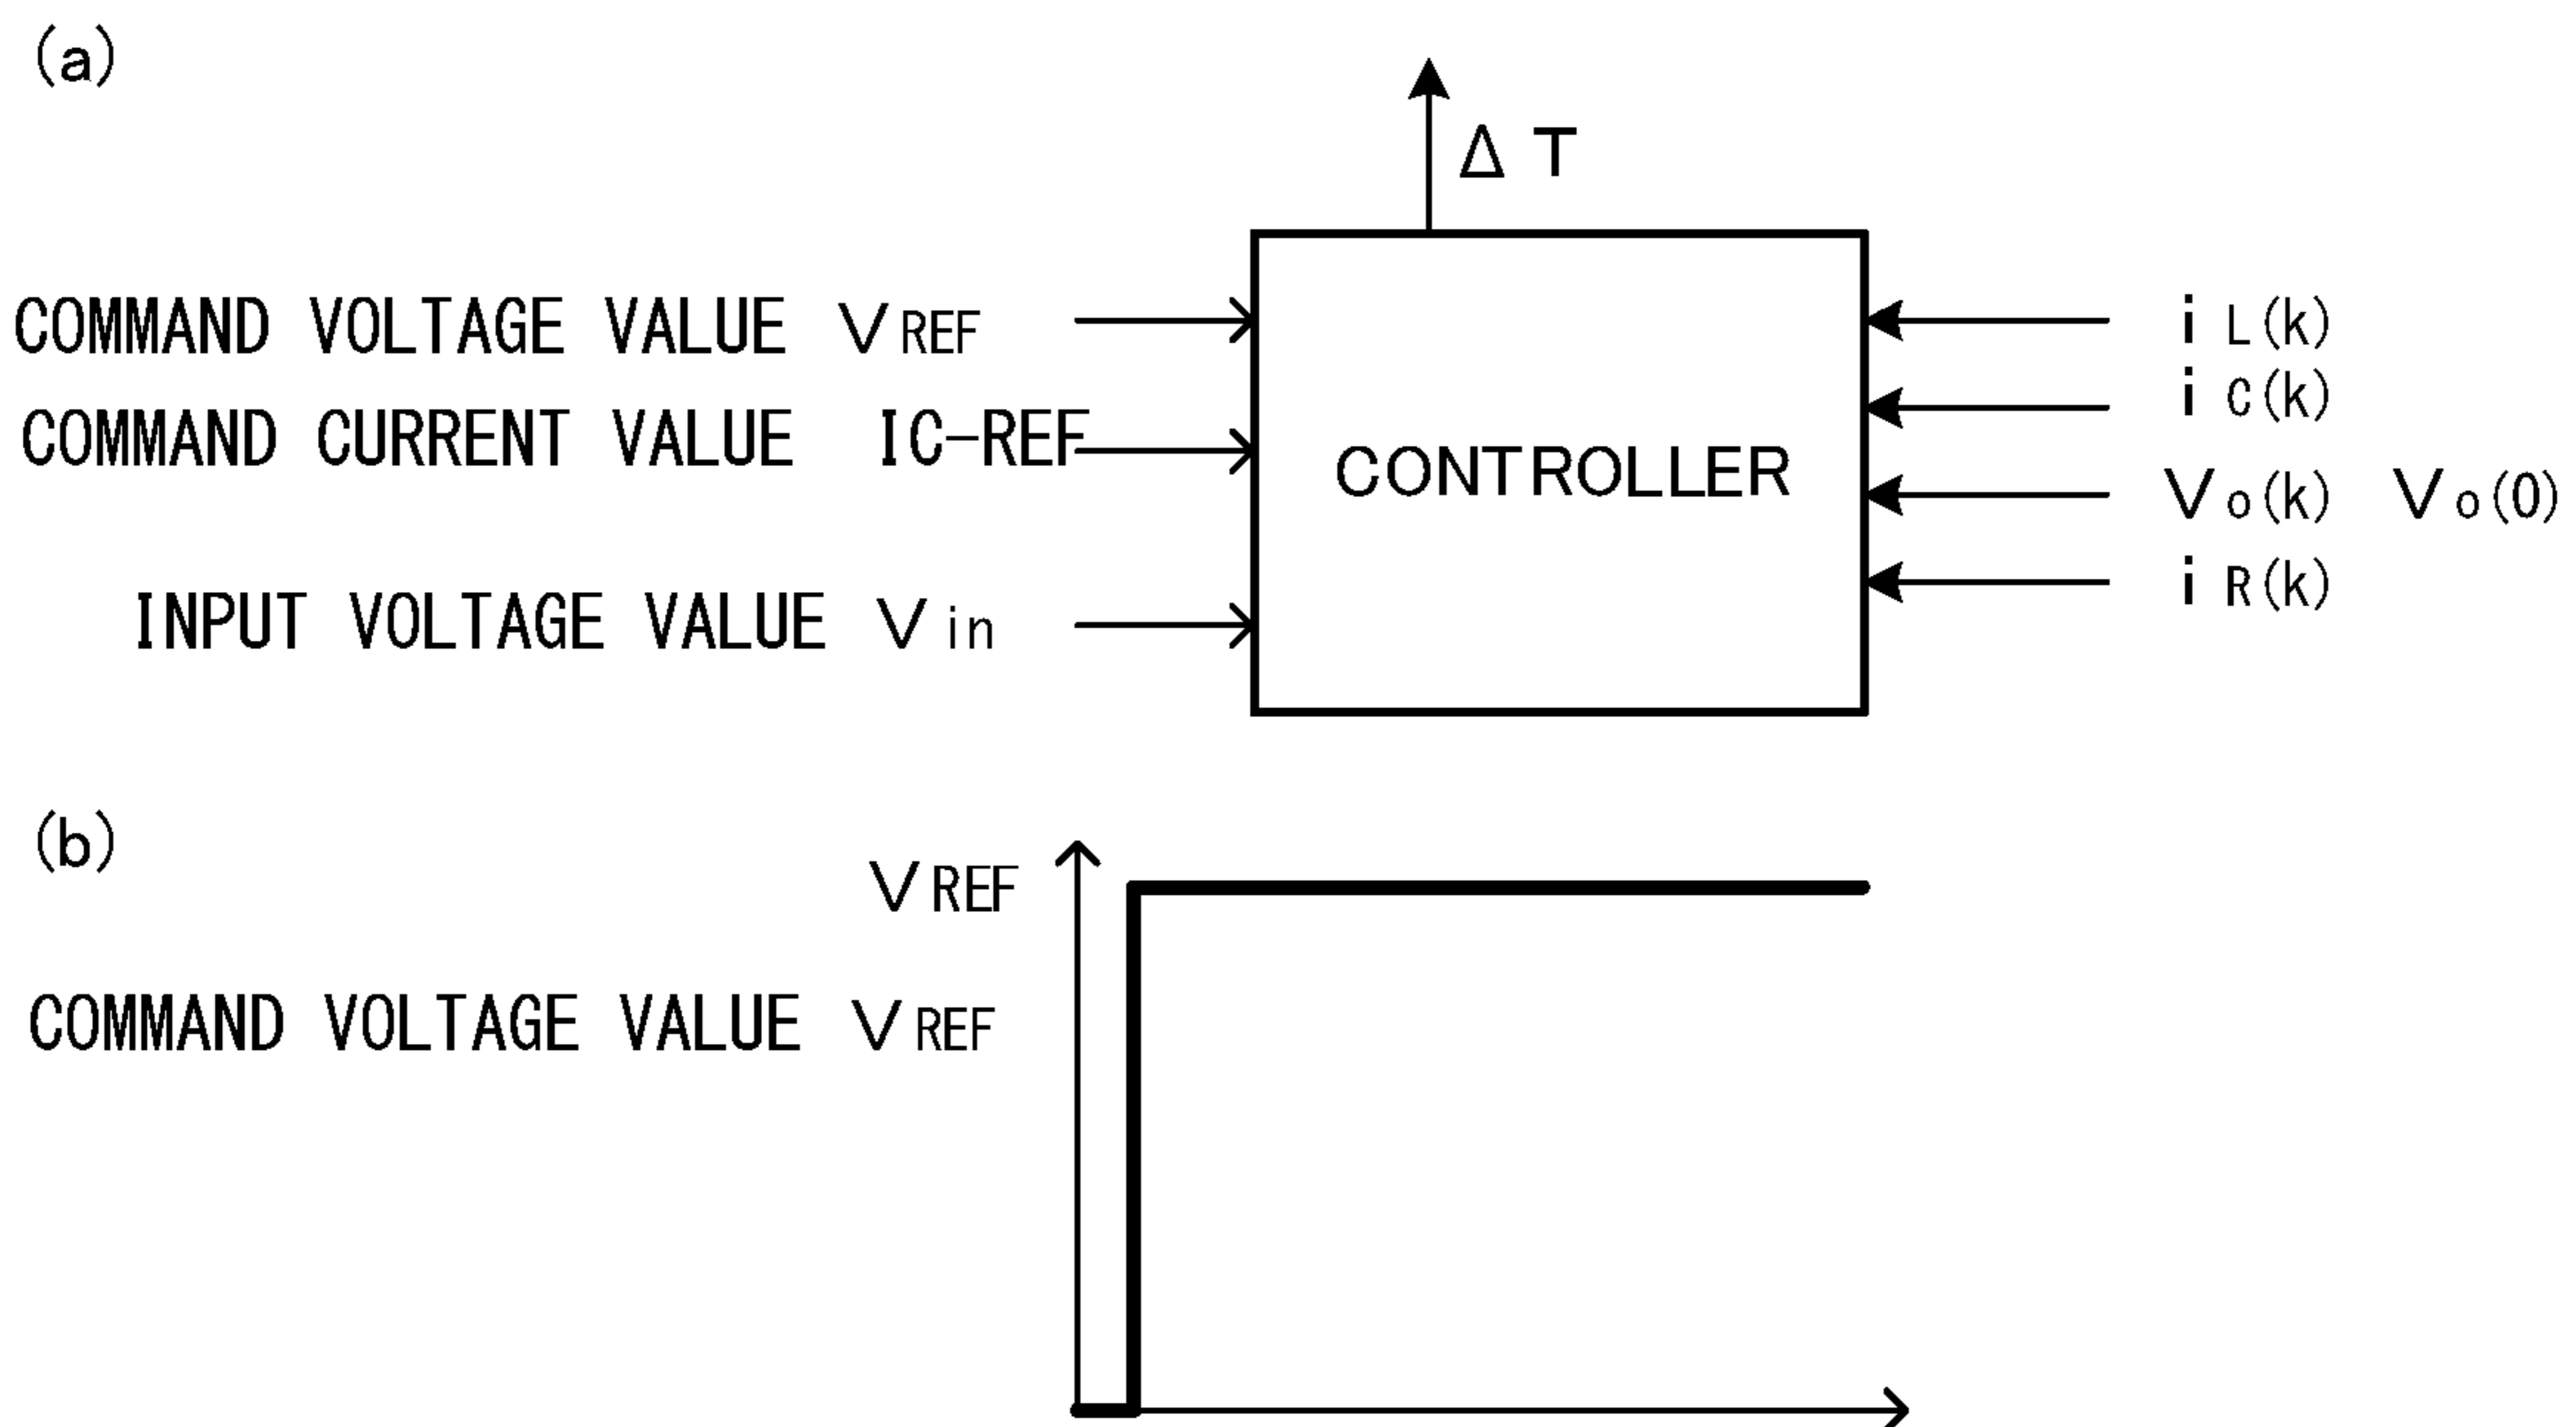 (a)
ΔT
COMMAND VOLTAGE VALUE VREF
COMMAND CURRENT VALUE IC-REF
INPUT VOLTAGE VALUE Vin
CONTROLLER
iL(k)
iC(k)
Vo(k) Vo(0)
iR(k)
(b)
VREF
COMMAND VOLTAGE VALUE VREF